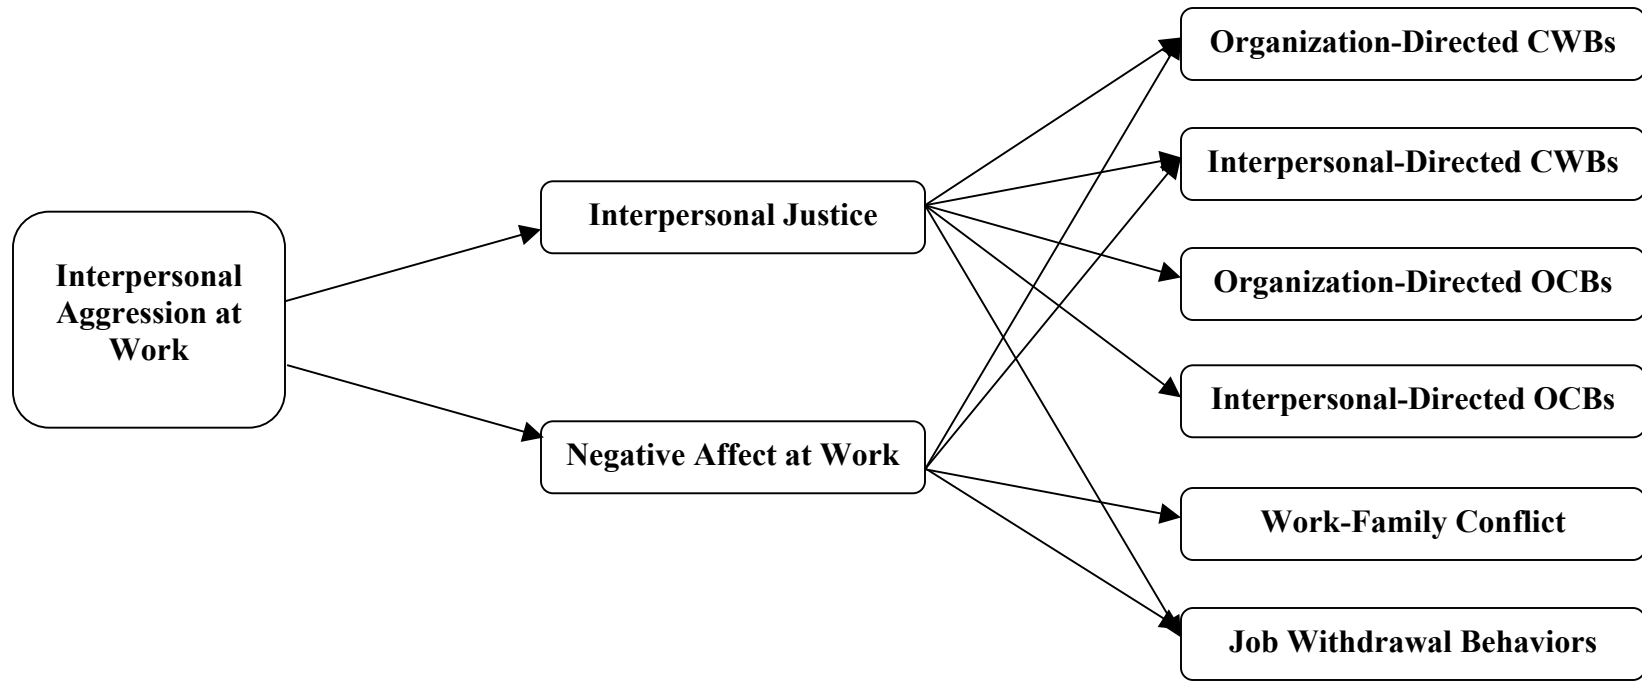 Interpersonal
Aggression at
Work
Interpersonal Justice
Negative Affect at Work
Organization-Directed CWBs
Interpersonal-Directed CWBs
Organization-Directed OCBs
Interpersonal-Directed OCBs
Work-Family Conflict
Job Withdrawal Behaviors